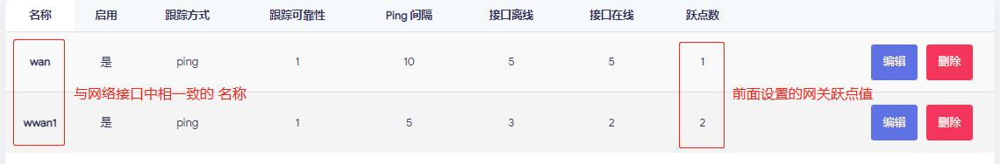 名称 启用 跟踪方式 跟踪可靠性 Ping 间隔 接口离线 接口在线 跃点数
wan 是 ping 1 10 5 5 1 编辑 删除
与网络接口中相一致的 名称 前面设置的网关跃点值
wwan1 是 ping 1 5 3 2 2 编辑 删除